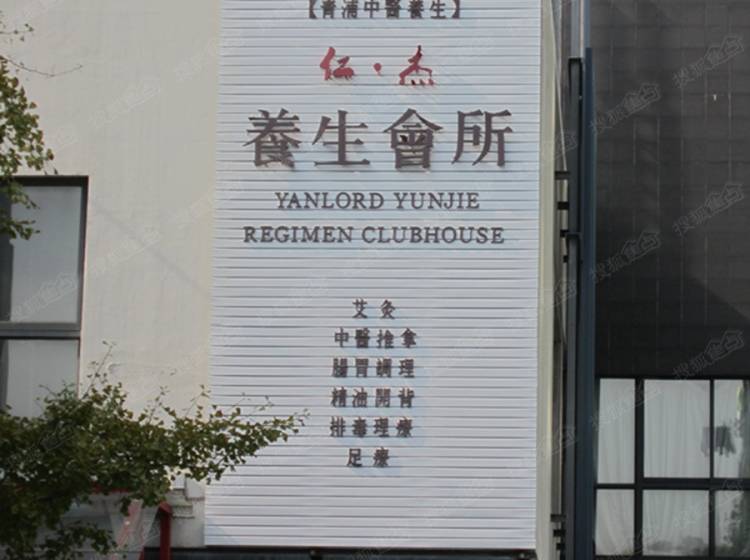 【青浦中醫養生】
仁·杰
養生會所
YANLORD YUNJIE
REGIMEN CLUBHOUSE
艾灸
中醫推拿
腸胃調理
精油開背
排毒理療
足療